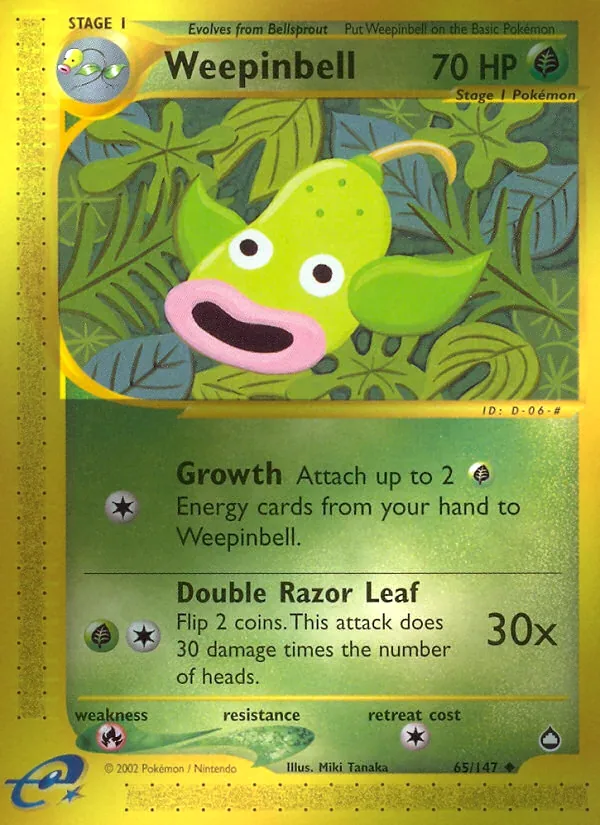 STAGE 1
Evolves from Bellsprout Put Weepinbell on the Basic Pokémon
Weepinbell 70 HP
Stage 1 Pokémon
ID: D-06-#
Growth Attach up to 2
Energy cards from your hand to
Weepinbell.
Double Razor Leaf
Flip 2 coins. This attack does
30 damage times the number
of heads.
30x
weakness resistance retreat cost
© 2002 Pokémon / Nintendo Illus. Miki Tanaka 65/147
e